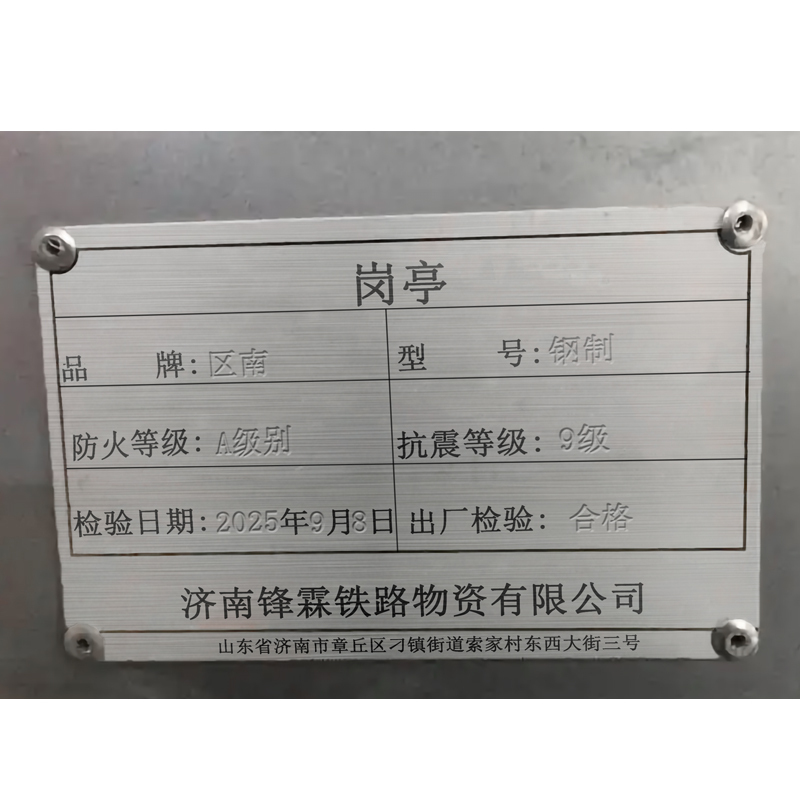 岗亭
品 牌: 区南 型 号: 钢制
防火等级: A级别 抗震等级: 9级
检验日期: 2025年9月8日 出厂检验: 合格
济南锋霖铁路物资有限公司
山东省济南市章丘区刁镇街道索家村东西大街三号